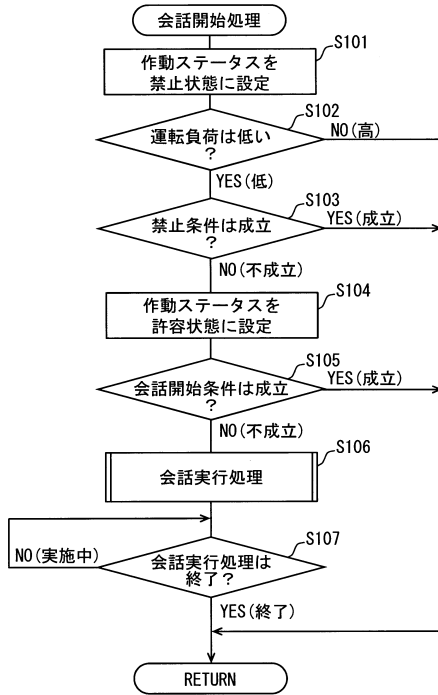 会話開始処理
S101
作動ステータスを
禁止状態に設定
S102
運転負荷は低い
？
NO(高)
YES(低)
S103
禁止条件は成立
？
YES(成立)
NO(不成立)
S104
作動ステータスを
許容状態に設定
S105
会話開始条件は成立
？
YES(成立)
NO(不成立)
S106
会話実行処理
S107
会話実行処理は
終了？
NO(実施中)
YES(終了)
RETURN